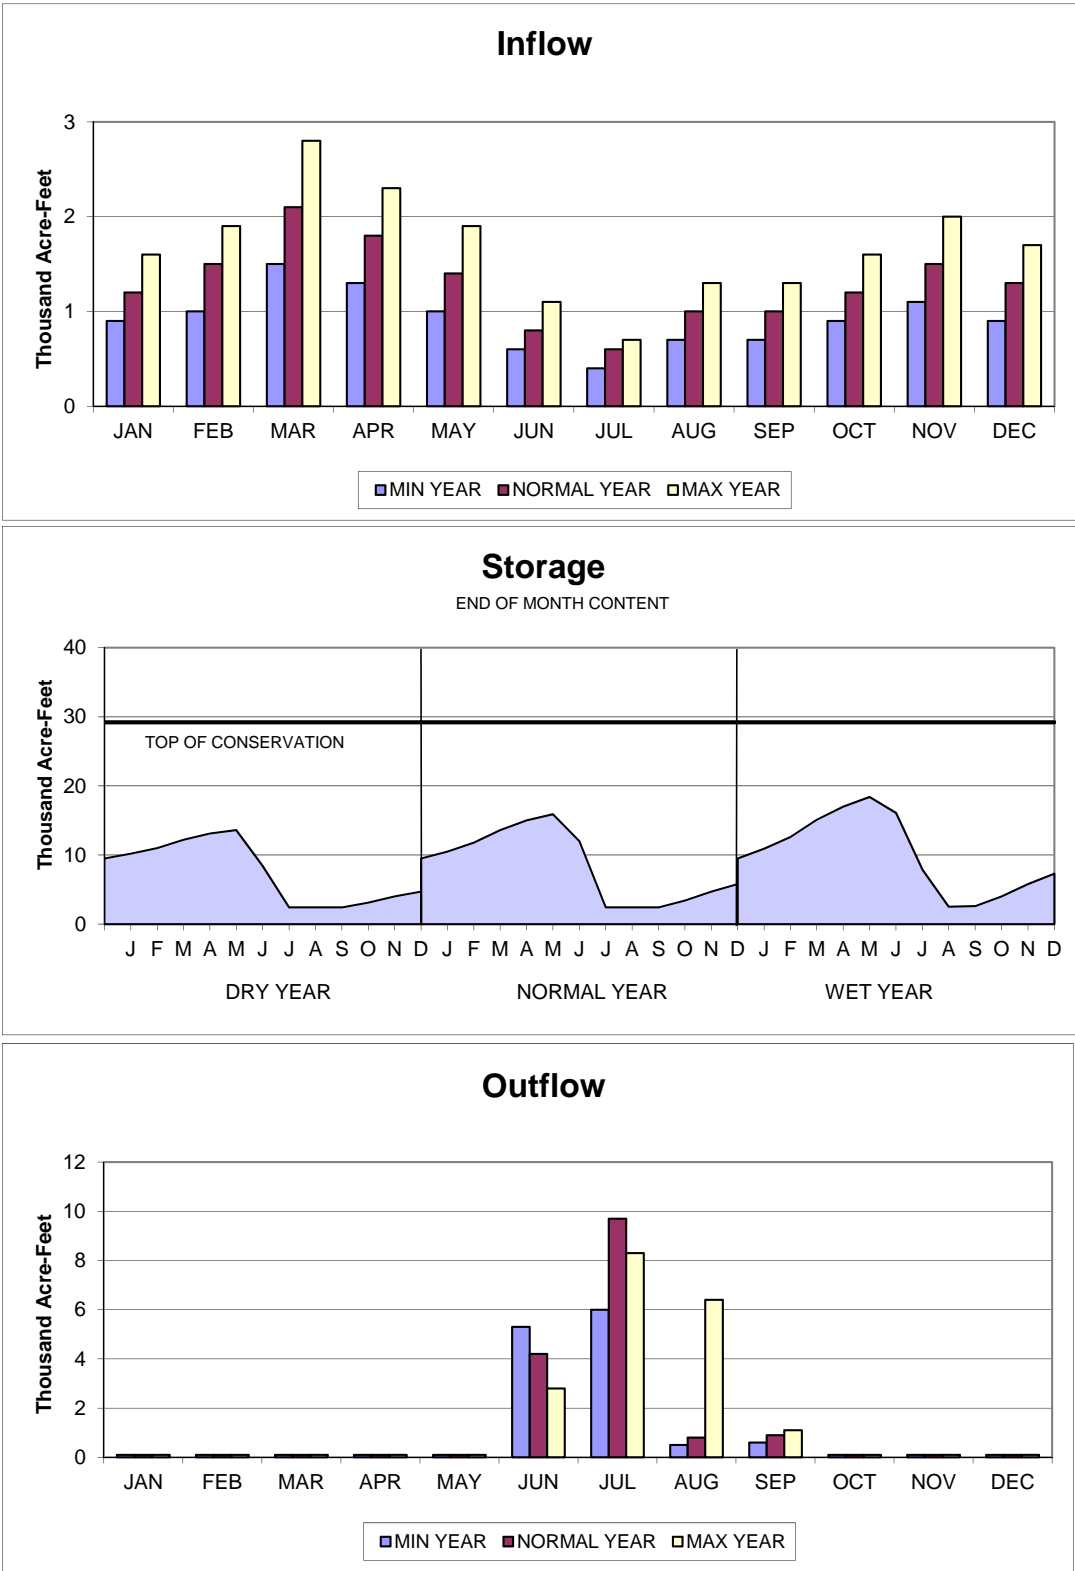 Inflow
Thousand Acre-Feet
3
2
1
0
JAN FEB MAR APR MAY JUN JUL AUG SEP OCT NOV DEC
MIN YEAR NORMAL YEAR MAX YEAR
Storage
END OF MONTH CONTENT
Thousand Acre-Feet
40
30
TOP OF CONSERVATION
20
10
0
J F M A M J J A S O N D J F M A M J J A S O N D J F M A M J J A S O N D
DRY YEAR NORMAL YEAR WET YEAR
Outflow
Thousand Acre-Feet
12
10
8
6
4
2
0
JAN FEB MAR APR MAY JUN JUL AUG SEP OCT NOV DEC
MIN YEAR NORMAL YEAR MAX YEAR